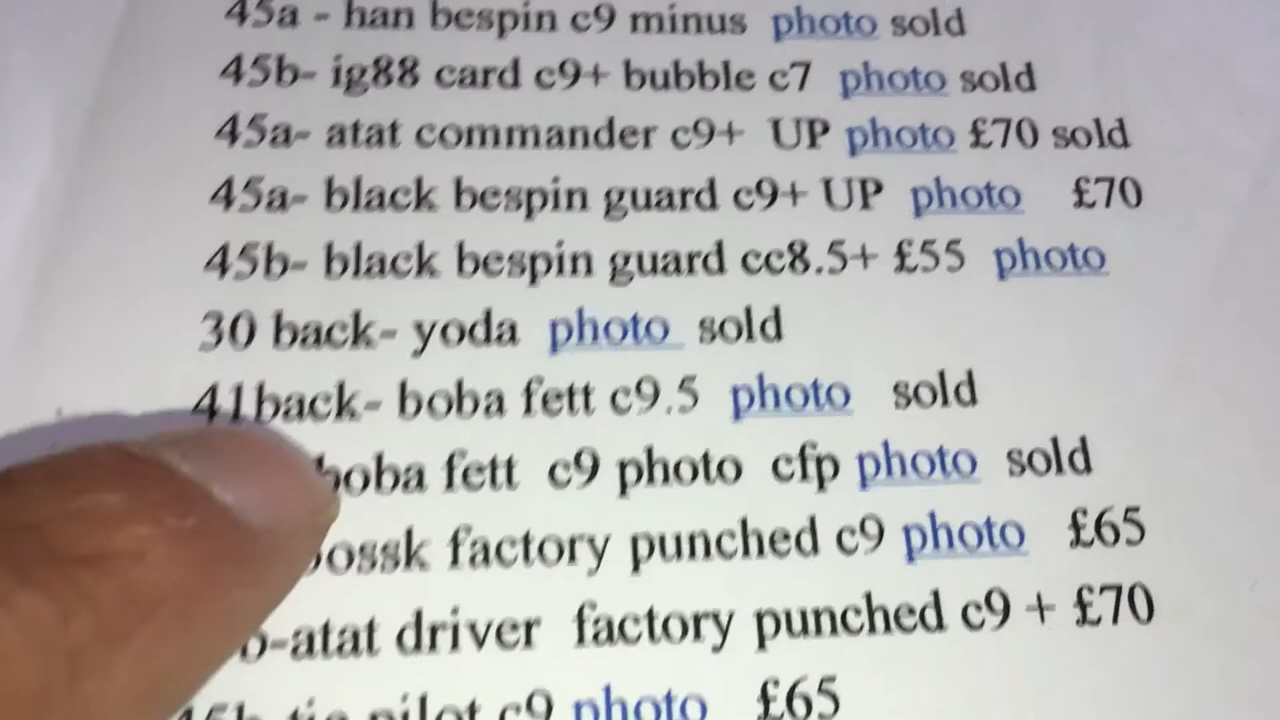 45a - han bespin c9 minus photo sold
45b- ig88 card c9+ bubble c7 photo sold
45a- atat commander c9+ UP photo £70 sold
45a- black bespin guard c9+ UP photo £70
45b- black bespin guard cc8.5+ £55 photo
30 back- yoda photo sold
41back- boba fett c9.5 photo sold
boba fett c9 photo cfp photo sold
factory punched c9 photo £65
atat driver factory punched c9 + £70
pilot c9 photo £65